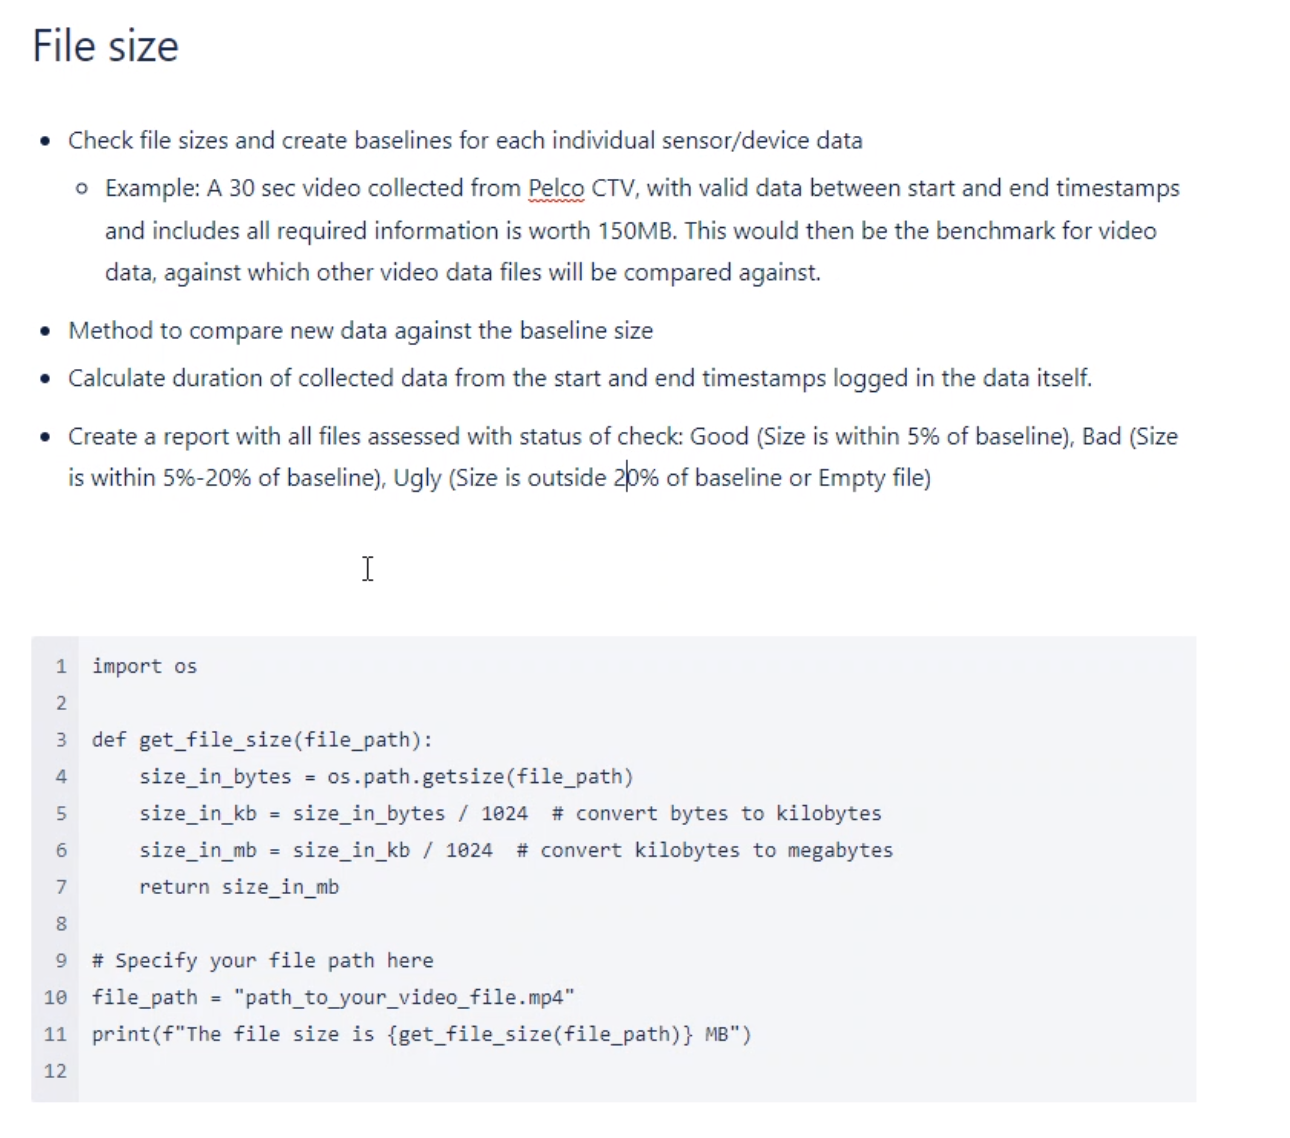 File size
• Check file sizes and create baselines for each individual sensor/device data
o Example: A 30 sec video collected from Pelco CTV, with valid data between start and end timestamps
and includes all required information is worth 150MB. This would then be the benchmark for video
data, against which other video data files will be compared against.
• Method to compare new data against the baseline size
• Calculate duration of collected data from the start and end timestamps logged in the data itself.
• Create a report with all files assessed with status of check: Good (Size is within 5% of baseline), Bad (Size
is within 5%-20% of baseline), Ugly (Size is outside 20% of baseline or Empty file)
1 import os
2
3 def get_file_size(file_path):
4     size_in_bytes = os.path.getsize(file_path)
5     size_in_kb = size_in_bytes / 1024  # convert bytes to kilobytes
6     size_in_mb = size_in_kb / 1024  # convert kilobytes to megabytes
7     return size_in_mb
8
9 # Specify your file path here
10 file_path = "path_to_your_video_file.mp4"
11 print(f"The file size is {get_file_size(file_path)} MB")
12